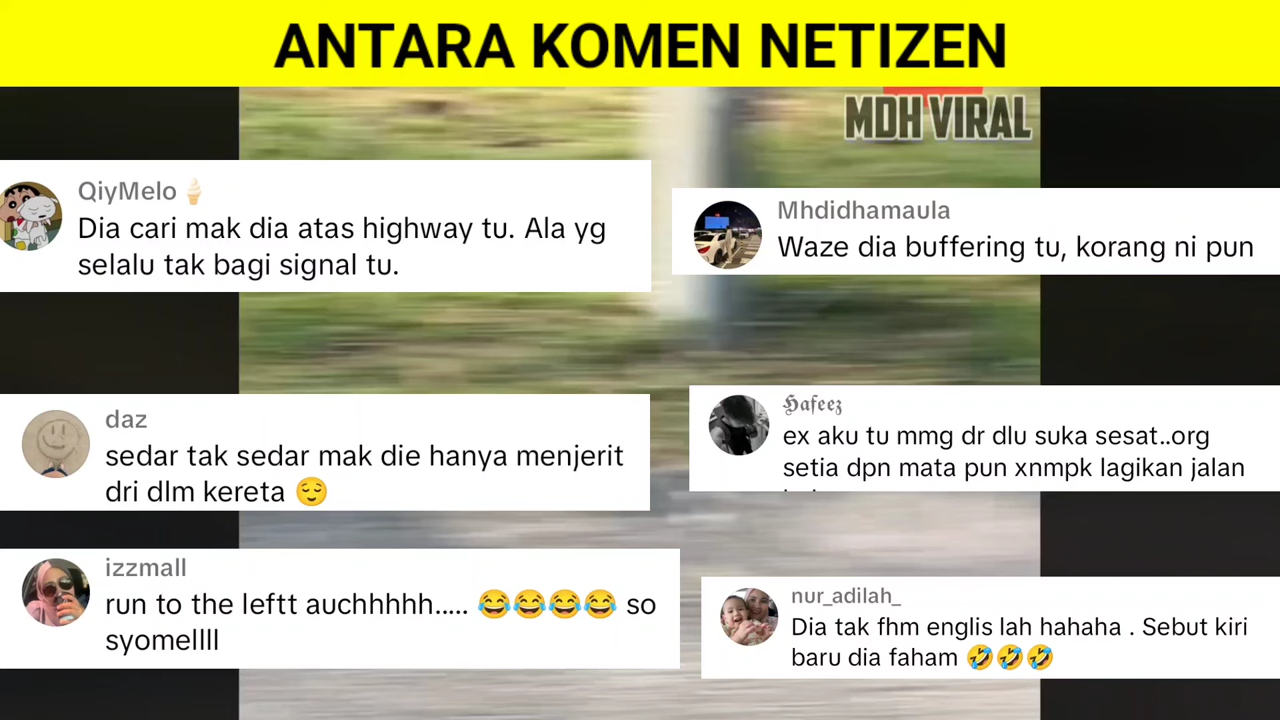 ANTARA KOMEN NETIZEN
MDH VIRAL
QiyMelo🍦
Dia cari mak dia atas highway tu. Ala yg
selalu tak bagi signal tu.
Mhdidhamaula
Waze dia buffering tu, korang ni pun
daz
sedar tak sedar mak die hanya menjerit
dri dlm kereta 😌
ℌ𝔞𝔣𝔢𝔢𝔷
ex aku tu mmg dr dlu suka sesat..org
setia dpn mata pun xnmpk lagikan jalan
izzmall
run to the leftt auchhhhh..... 😂😂😂😂 so
syomellll
nur_adilah_
Dia tak fhm englis lah hahaha . Sebut kiri
baru dia faham 🤣🤣🤣